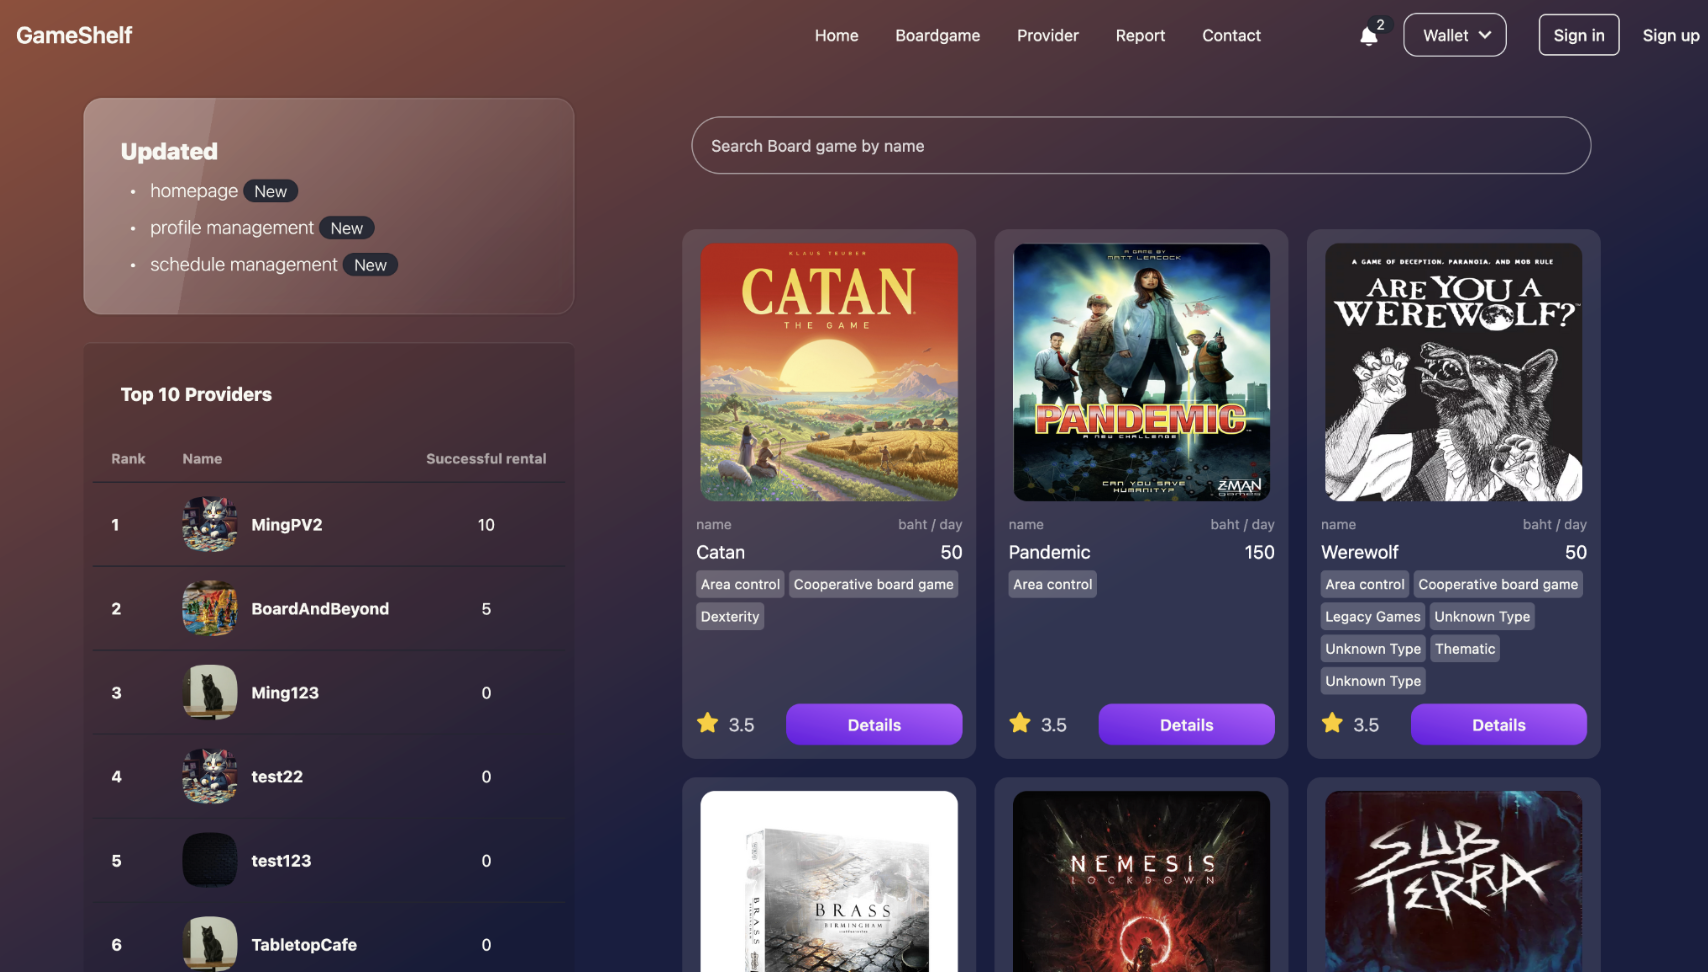 GameShelf
Home Boardgame Provider Report Contact
2
Wallet
Sign in
Sign up
Updated
• homepage New
• profile management New
• schedule management New
Top 10 Providers
Rank Name Successful rental
1 MingPV2 10
2 BoardAndBeyond 5
3 Ming123 0
4 test22 0
5 test123 0
6 TabletopCafe 0
Search Board game by name
KLAUS TEUBER
CATAN
THE GAME
name baht / day
Catan 50
Area control Cooperative board game
Dexterity
3.5 Details
A GAME BY
MATT LEACOCK
PANDEMIC
A NEW CHALLENGE
CAN YOU SAVE
HUMANITY?
Z-MAN
games
name baht / day
Pandemic 150
Area control
3.5 Details
A GAME OF DECEPTION, PARANOIA, AND MOB RULE
ARE YOU A
WEREWOLF?
name baht / day
Werewolf 50
Area control Cooperative board game
Legacy Games Unknown Type
Unknown Type Thematic
Unknown Type
3.5 Details
BRASS
BRASS
BIRMINGHAM
NEMESIS
LOCKDOWN
SUB
TERRA